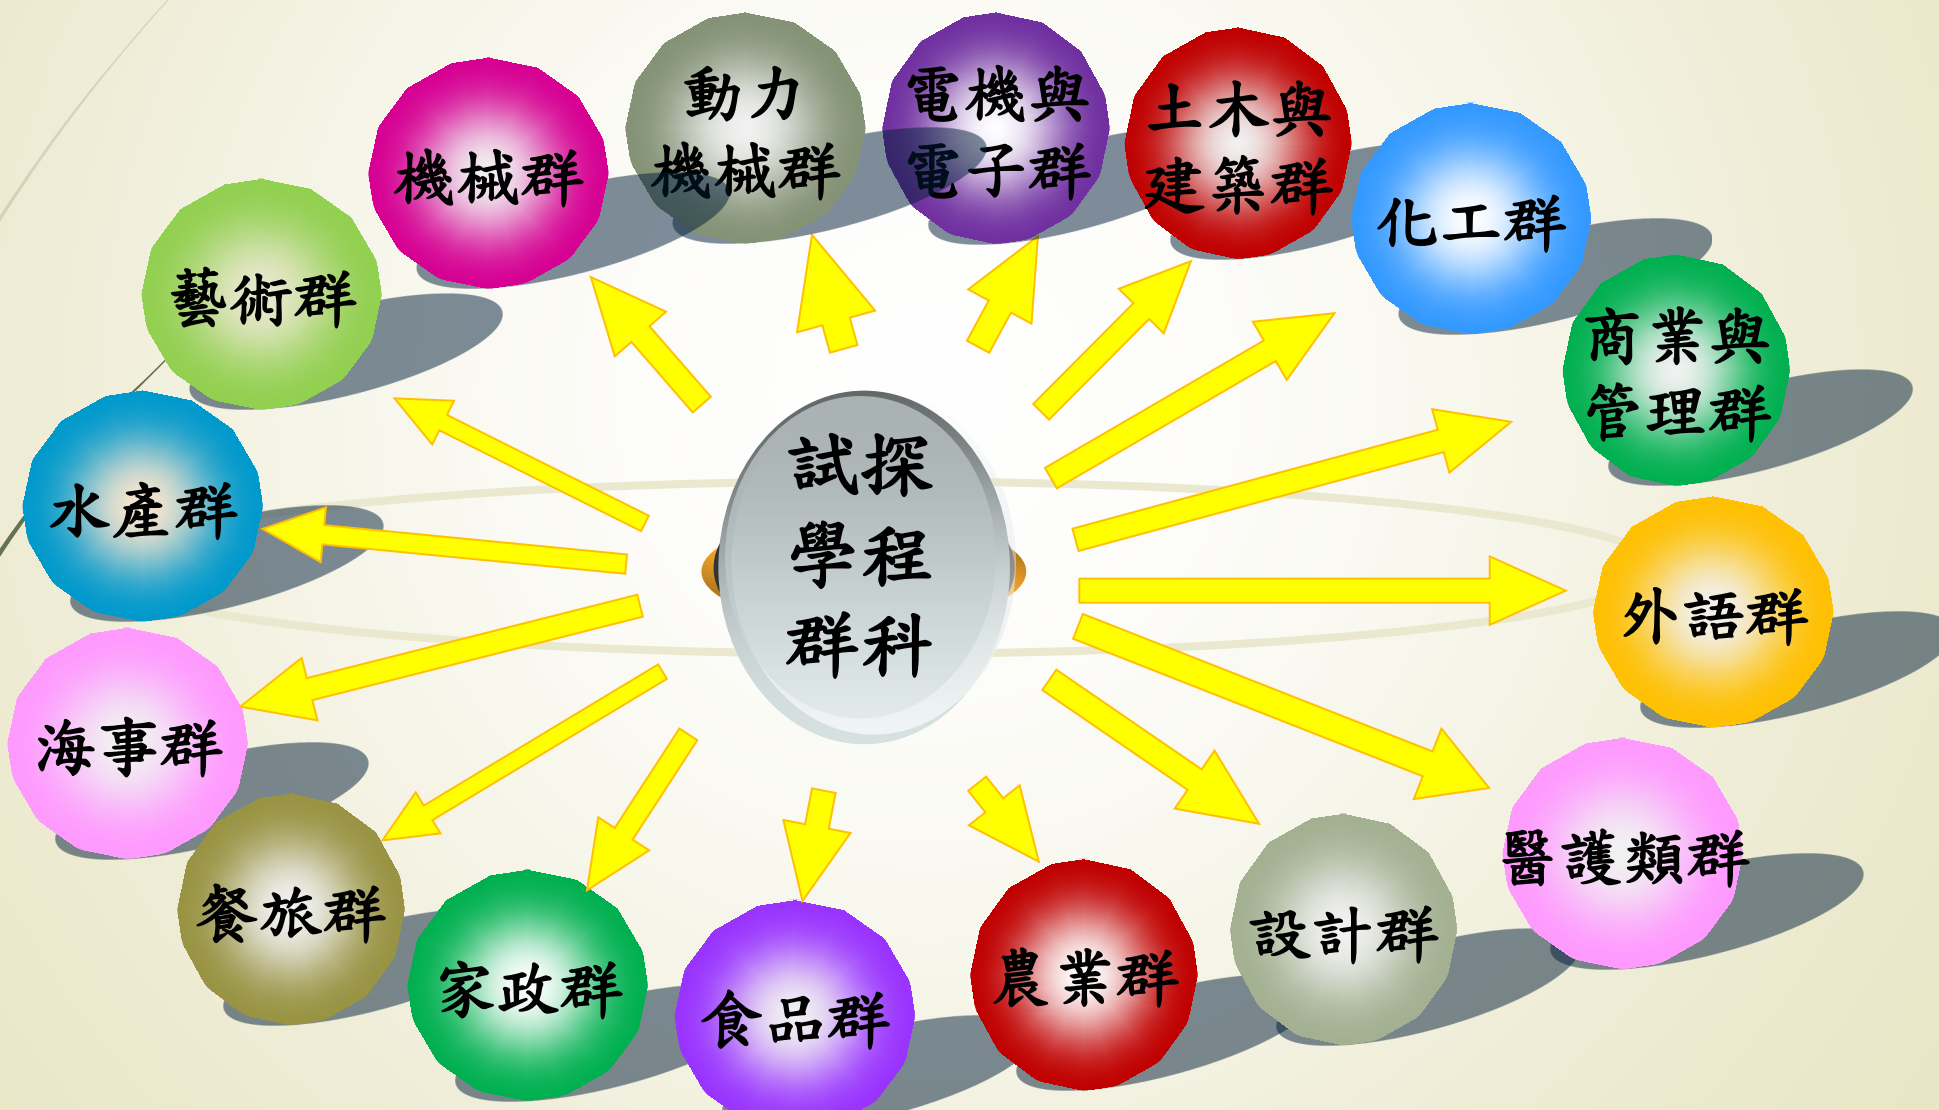 動力
機械群
電機與
電子群
土木與
建築群
機械群
化工群
藝術群
商業與
管理群
試探
學程
群科
水產群
外語群
海事群
醫護類群
餐旅群
設計群
家政群
農業群
食品群